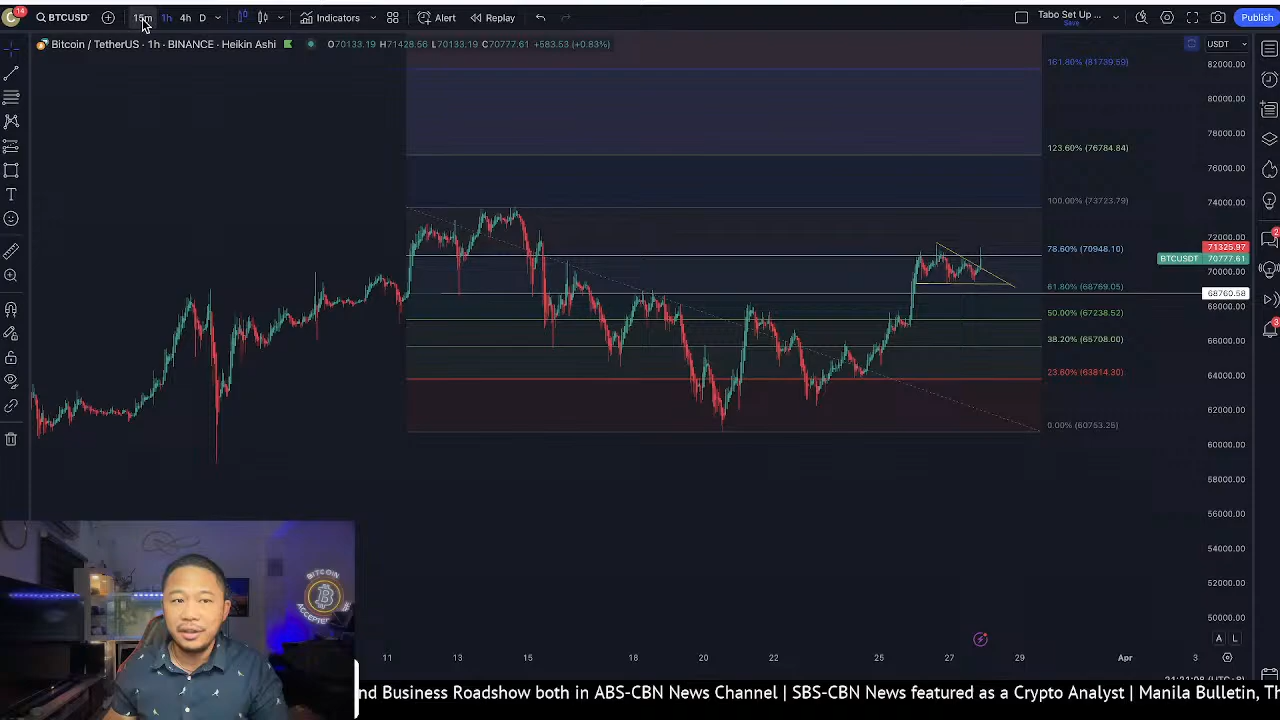 14
BTCUSD
15m
1h
4h
D
Indicators
Alert
Replay
Tabo Set Up ...
Save
Publish
Bitcoin / TetherUS · 1h · BINANCE · Heikin Ashi
O70133.19 H71428.56 L70133.19 C70777.61 +583.53 (+0.83%)
USDT
161.80% (81739.59)
82000.00
80000.00
78000.00
123.60% (76784.84)
76000.00
100.00% (73723.79)
74000.00
72000.00
78.60% (70948.10)
71325.97
BTCUSDT 70777.61
70000.00
61.80% (68769.05)
68760.58
68000.00
50.00% (67238.52)
66000.00
38.20% (65708.00)
64000.00
23.60% (63814.30)
62000.00
0.00% (60753.25)
60000.00
58000.00
56000.00
54000.00
52000.00
50000.00
A L
11 13 15 18 20 22 25 27 29 Apr 3
BITCOIN
B
ACCEPTED
nd Business Roadshow both in ABS-CBN News Channel | SBS-CBN News featured as a Crypto Analyst | Manila Bulletin, Th